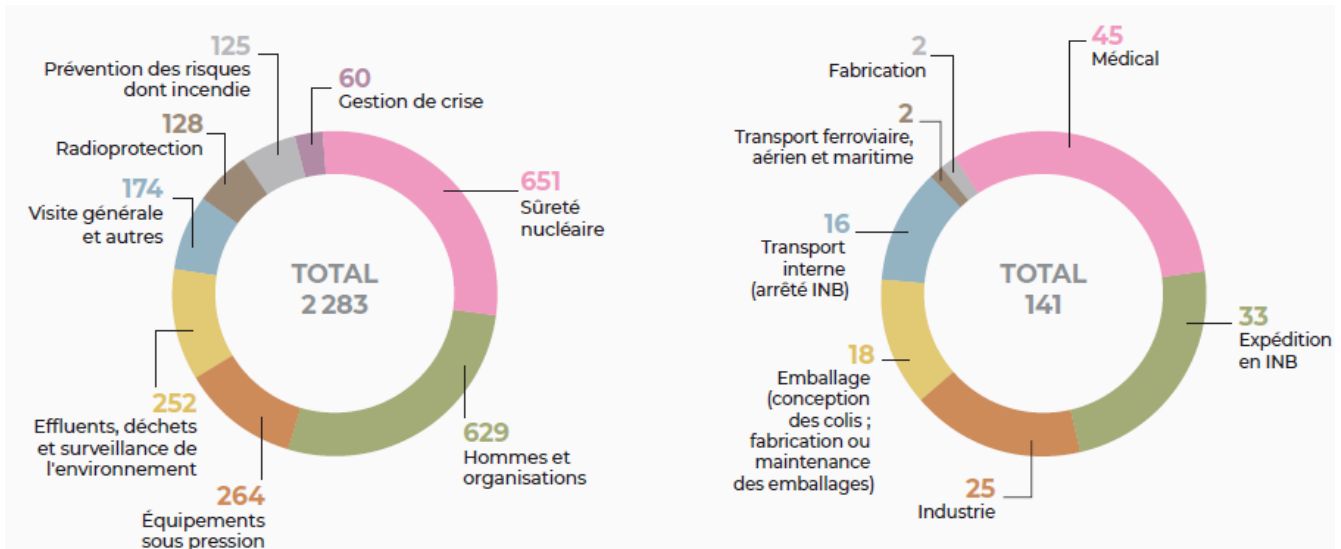 125
Prévention des risques
dont incendie
60
Gestion de crise
128
Radioprotection
174
Visite générale
et autres
651
Sûreté
nucléaire
TOTAL
2 283
252
Effluents, déchets
et surveillance de
l'environnement
629
Hommes et
organisations
264
Équipements
sous pression
45
Médical
2
Fabrication
2
Transport ferroviaire,
aérien et maritime
16
Transport
interne
(arrêté INB)
TOTAL
141
33
Expédition
en INB
18
Emballage
(conception
des colis ;
fabrication ou
maintenance
des emballages)
25
Industrie